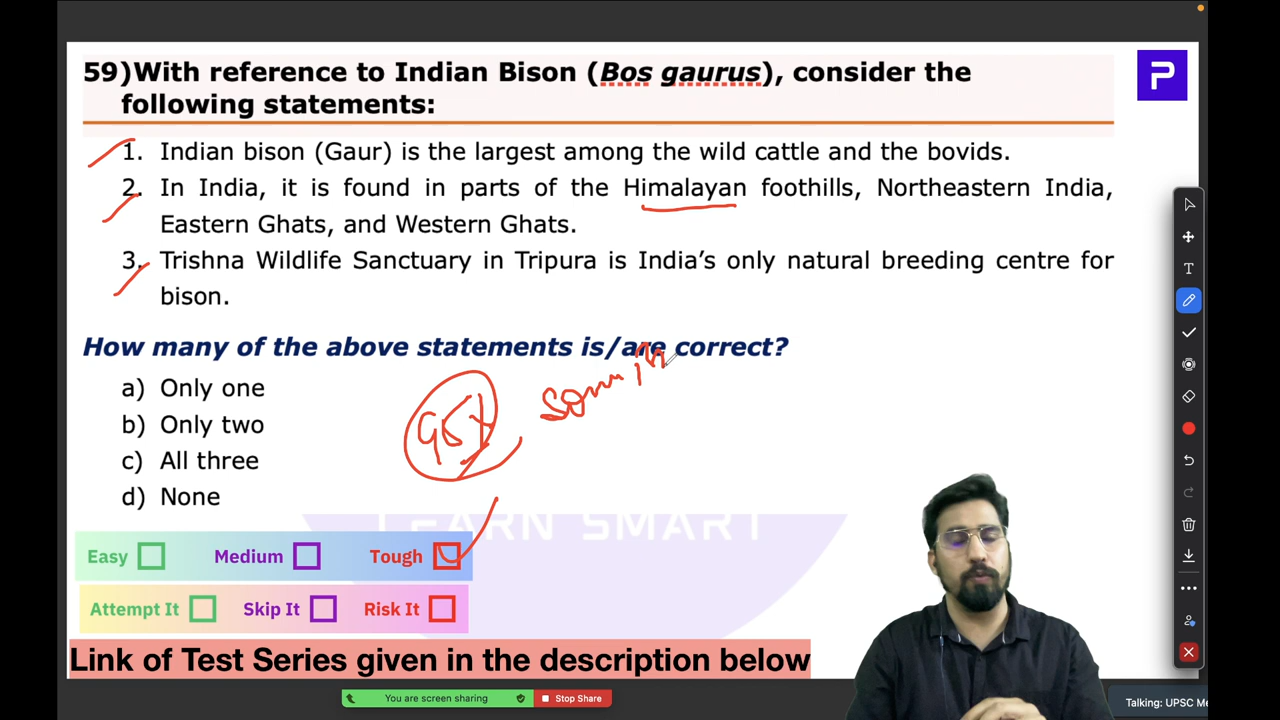 59)With reference to Indian Bison (Bos gaurus), consider the
following statements:
P
1. Indian bison (Gaur) is the largest among the wild cattle and the bovids.
2. In India, it is found in parts of the Himalayan foothills, Northeastern India,
Eastern Ghats, and Western Ghats.
3. Trishna Wildlife Sanctuary in Tripura is India’s only natural breeding centre for
bison.
How many of the above statements is/are correct?
a) Only one
b) Only two
c) All three
d) None
LEARN SMART
Easy Medium Tough
Attempt It Skip It Risk It
Link of Test Series given in the description below
You are screen sharing Stop Share
Talking: UPSC Me
T